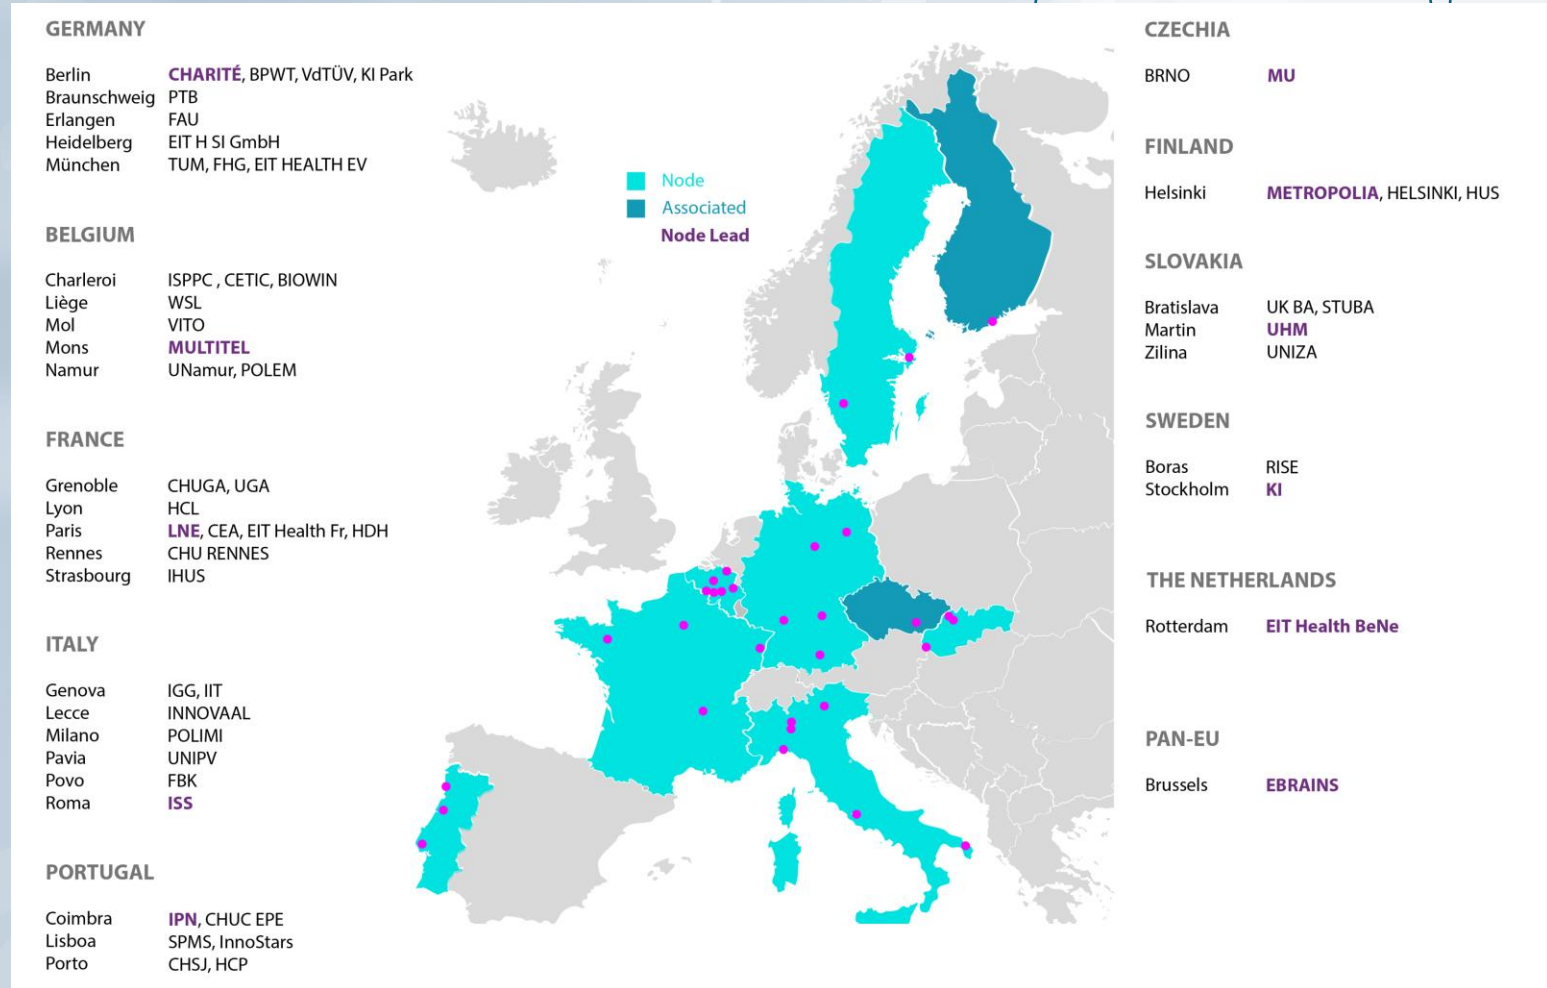 GERMANY
Berlin CHARITÉ, BPWT, VdTÜV, KI Park
Braunschweig PTB
Erlangen FAU
Heidelberg EIT H SI GmbH
München TUM, FHG, EIT HEALTH EV
BELGIUM
Charleroi ISPPC , CETIC, BIOWIN
Liège WSL
Mol VITO
Mons MULTITEL
Namur UNamur, POLEM
FRANCE
Grenoble CHUGA, UGA
Lyon HCL
Paris LNE, CEA, EIT Health Fr, HDH
Rennes CHU RENNES
Strasbourg IHUS
ITALY
Genova IGG, IIT
Lecce INNOVAAL
Milano POLIMI
Pavia UNIPV
Povo FBK
Roma ISS
PORTUGAL
Coimbra IPN, CHUC EPE
Lisboa SPMS, InnoStars
Porto CHSJ, HCP
Node
Associated
Node Lead
CZECHIA
BRNO MU
FINLAND
Helsinki METROPOLIA, HELSINKI, HUS
SLOVAKIA
Bratislava UK BA, STUBA
Martin UHM
Zilina UNIZA
SWEDEN
Boras RISE
Stockholm KI
THE NETHERLANDS
Rotterdam EIT Health BeNe
PAN-EU
Brussels EBRAINS